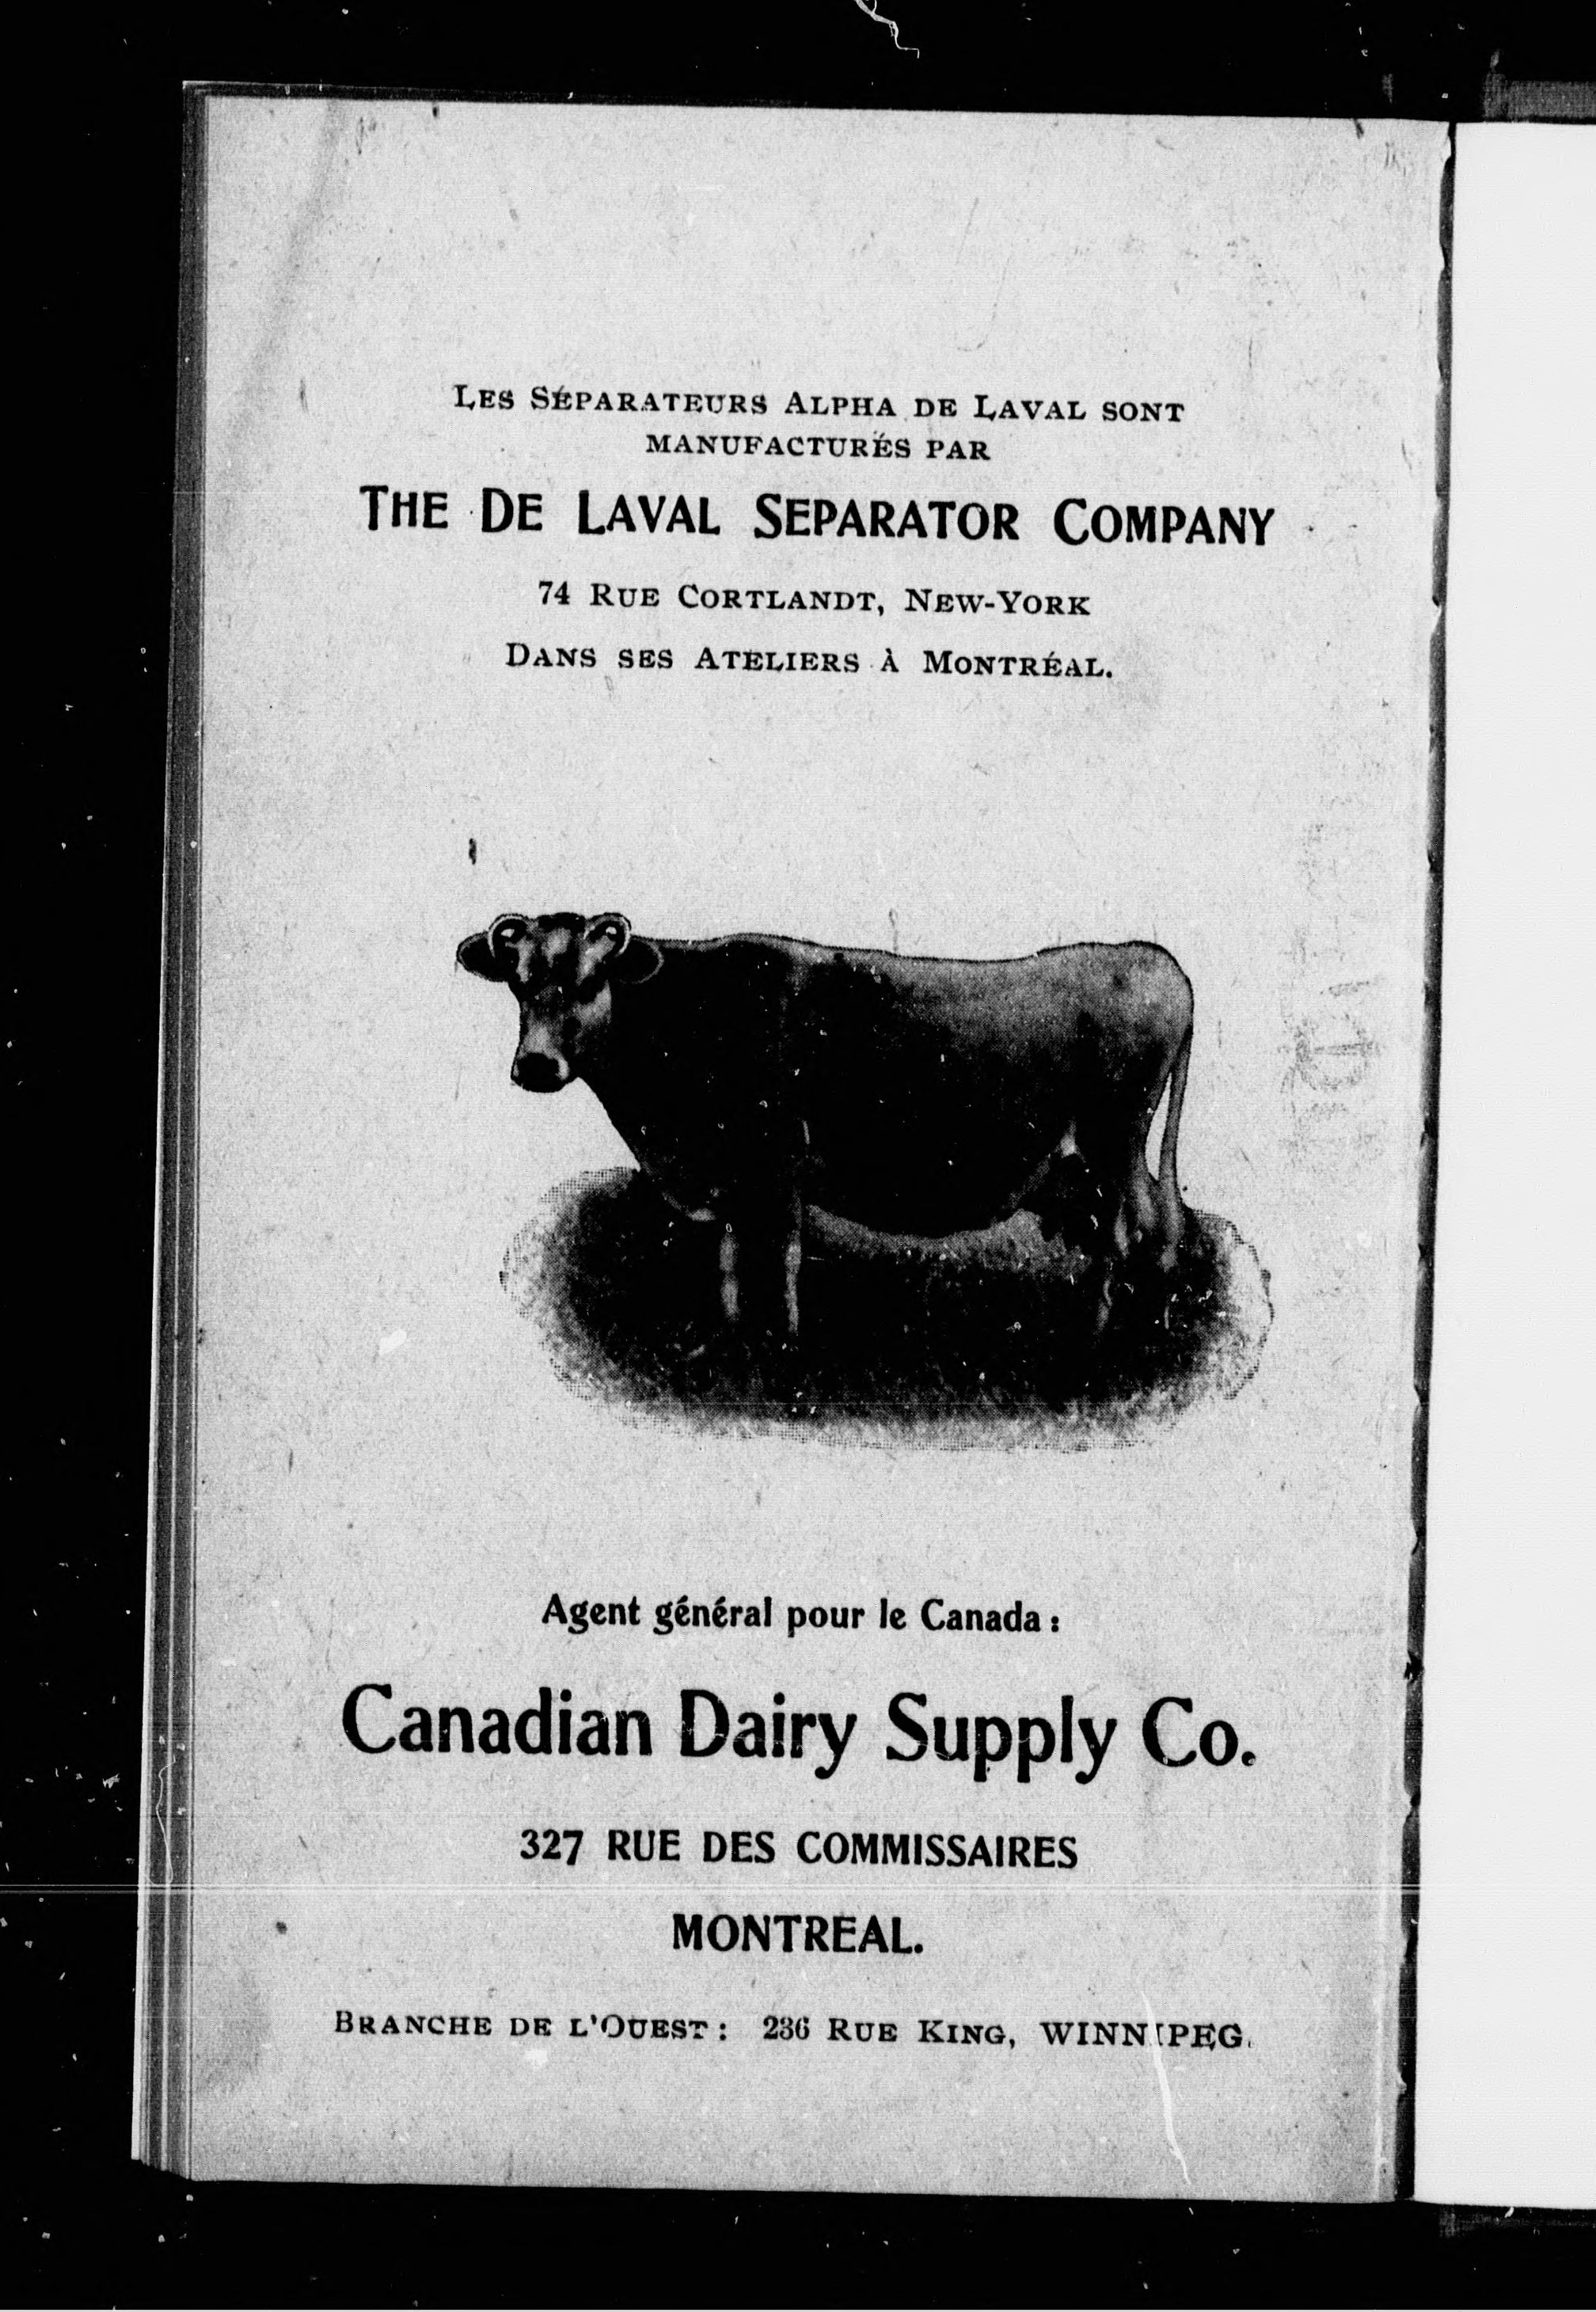 LES SÉPARATEURS ALPHA DE LAVAL SONT
MANUFACTURÉS PAR
THE DE LAVAL SEPARATOR COMPANY
74 RUE CORTLANDT, NEW-YORK
DANS SES ATELIERS À MONTRÉAL.
Agent général pour le Canada :
Canadian Dairy Supply Co.
327 RUE DES COMMISSAIRES
MONTREAL.
BRANCHE DE L'OUEST : 236 RUE KING, WINNIPEG.